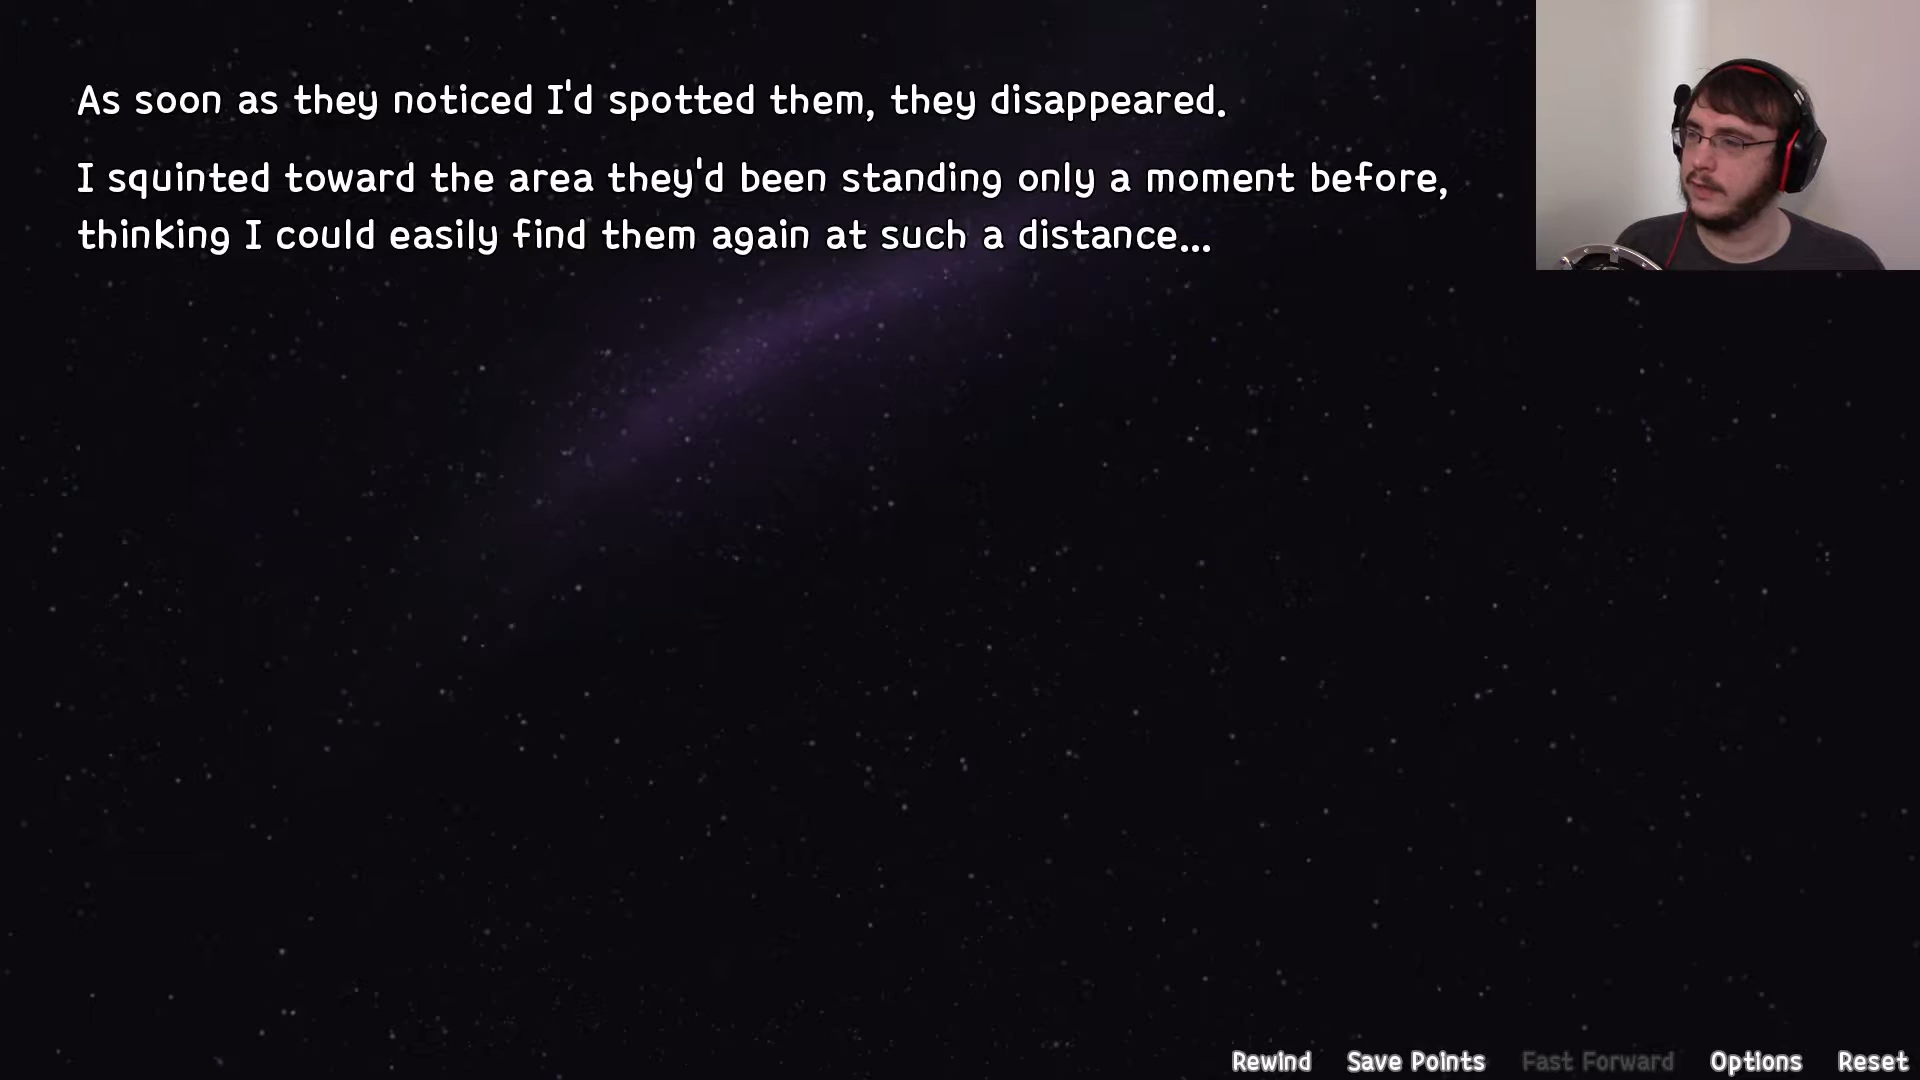 As soon as they noticed I'd spotted them, they disappeared.
I squinted toward the area they'd been standing only a moment before,
thinking I could easily find them again at such a distance...
Rewind Save Points Fast Forward Options Reset